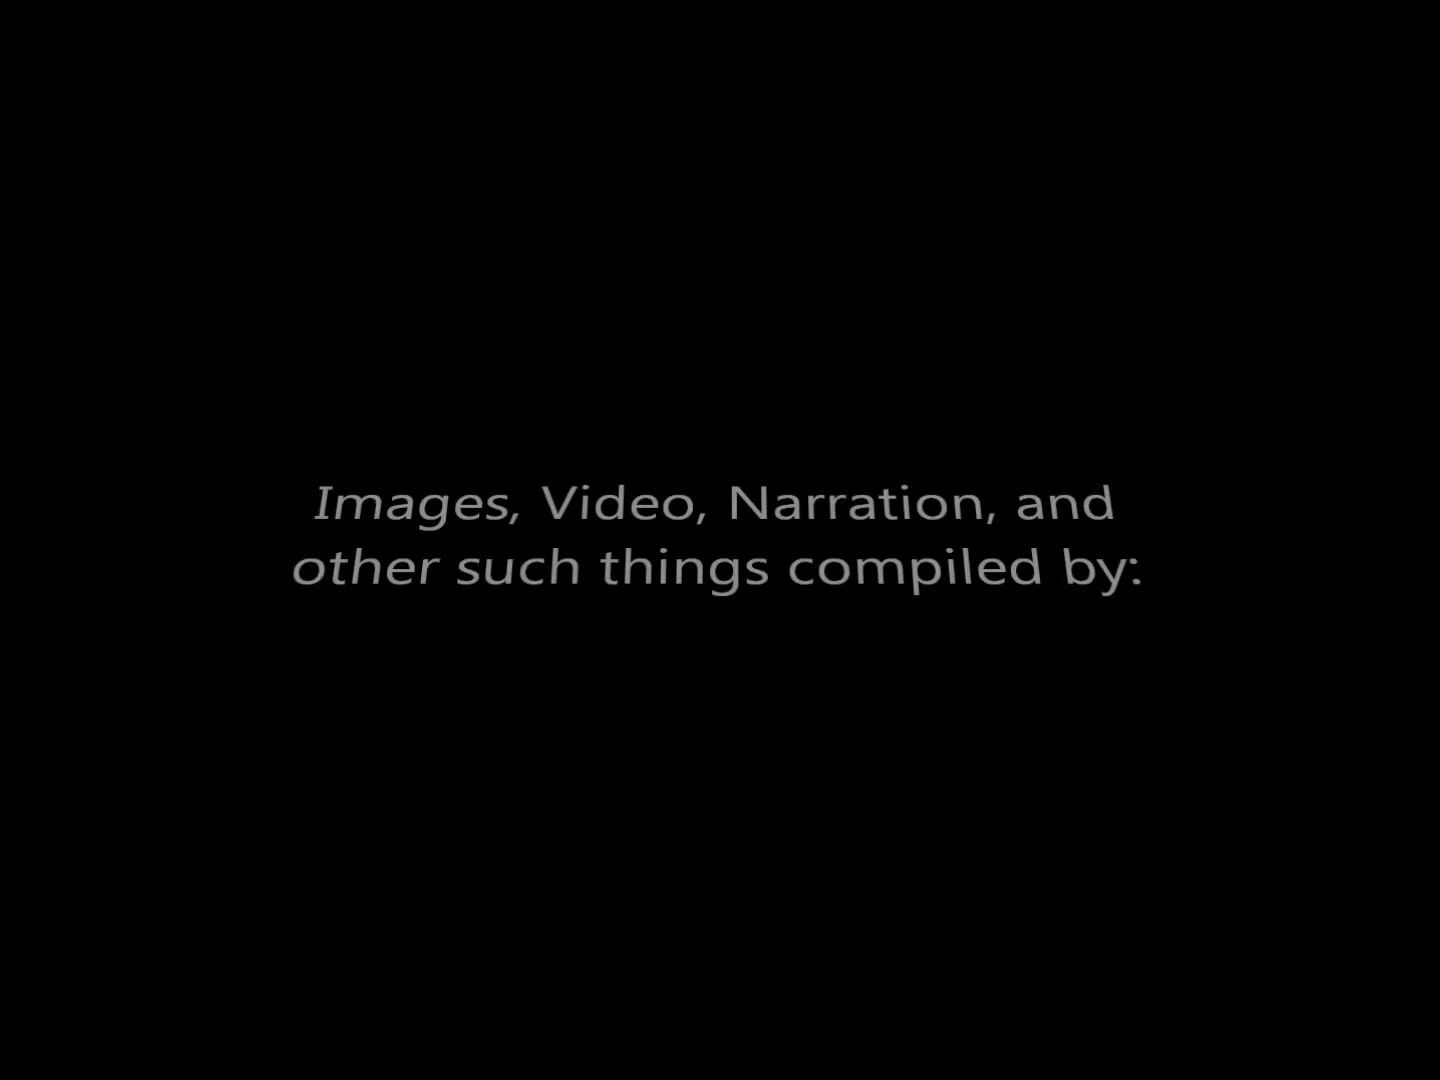 Images, Video, Narration, and
other such things compiled by: